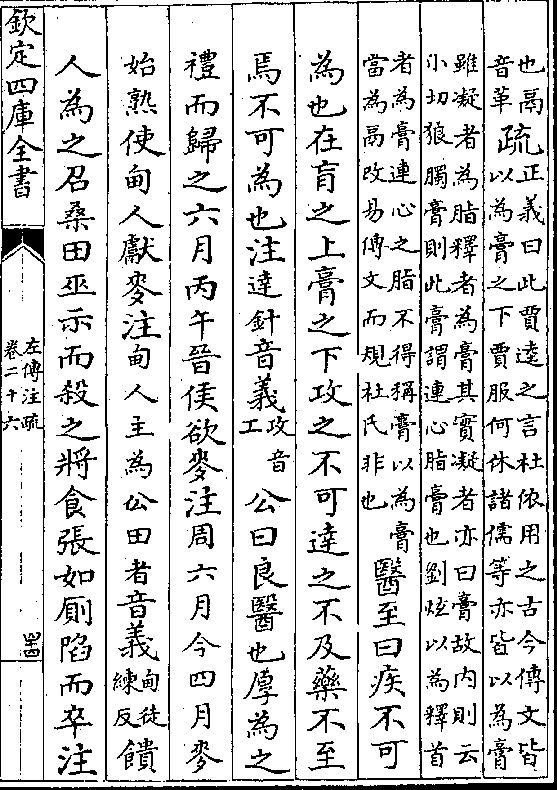 也鬲
音革
疏
正義曰此賈逵之言杜依用之古今傳文皆
以為膏之下賈服何休諸儒等亦皆以為膏
雖凝者為脂釋者為膏其實凝者亦曰膏故内則云
小切狼臅膏則此膏謂連心脂膏也劉炫以為釋首
者為膏連心之脂不得稱膏以為膏
當為鬲改易傳文而規杜氏非也
醫至曰疾不可
為也在肓之上膏之下攻之不可達之不及藥不至
焉不可為也注達針音義
攻音
工
公曰良醫也厚為之
禮而歸之六月丙午晉侯欲麥注周六月今四月麥
始熟使甸人獻麥注甸人主為公田者音義
甸徒
練反
饋
人為之召桑田巫示而殺之將食張如厠陷而卒注
欽定四庫全書
左傳注疏
卷二十六